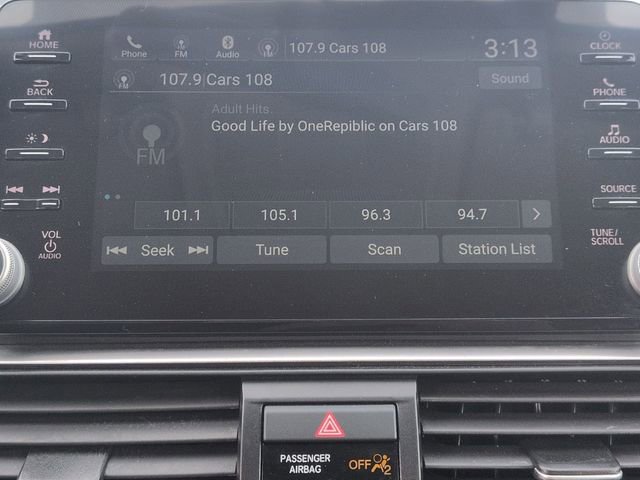 HOME
BACK
VOL
AUDIO
Phone
FM
Audio
107.9 Cars 108
3:13
107.9 Cars 108
Sound
Adult Hits
FM
Good Life by OneRepiblic on Cars 108
101.1
105.1
96.3
94.7
Seek
Tune
Scan
Station List
CLOCK
PHONE
AUDIO
SOURCE
TUNE/
SCROLL
PASSENGER
AIRBAG
OFF
2